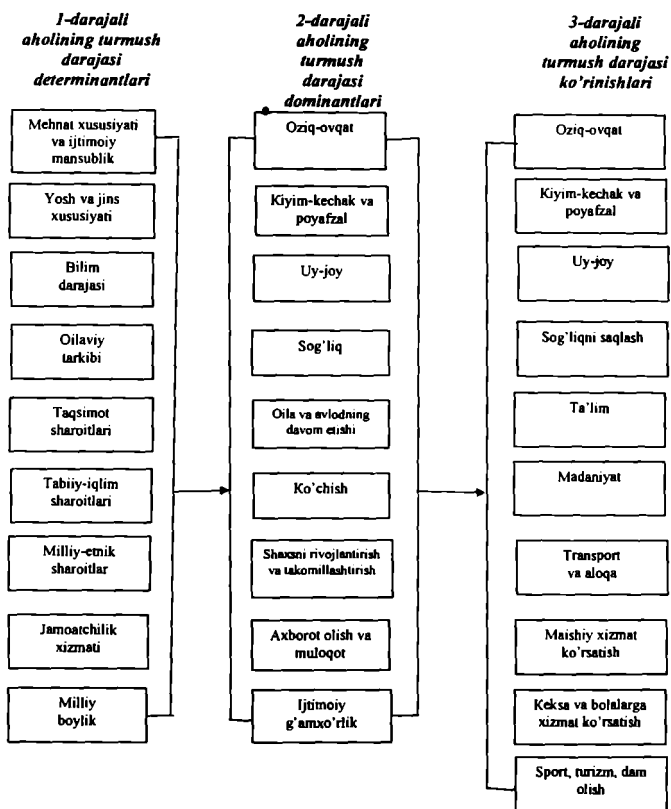 1-darajali
aholining turmush
darajasi
determinantlari
Mehnat xususiyati
va ijtimoiy
mansublik
Yosh va jins
xususiyati
Bilim
darajasi
Oilaviy
tarkibi
Taqsimot
sharoitlari
Tabiiy-iqlim
sharoitlari
Milliy-etnik
sharoitlar
Jamoatchilik
xizmati
Milliy
boylik
2-darajali
aholining
turmush
darajasi
dominantlari
Oziq-ovqat
Kiyim-kechak va
poyafzal
Uy-joy
Sog'liq
Oila va avlodning
davom etishi
Ko'chish
Shaxsni rivojlantirish
va takomillashtirish
Axborot olish va
muloqot
Ijtimoiy
g'amxo'rlik
3-darajali
aholining
turmush darajasi
ko'rinishlari
Oziq-ovqat
Kiyim-kechak va
poyafzal
Uy-joy
Sog'liqni saqlash
Ta'lim
Madaniyat
Transport
va aloqa
Maishiy xizmat
ko'rsatish
Keksa va bolalarga
xizmat ko'rsatish
Sport, turizm, dam
olish